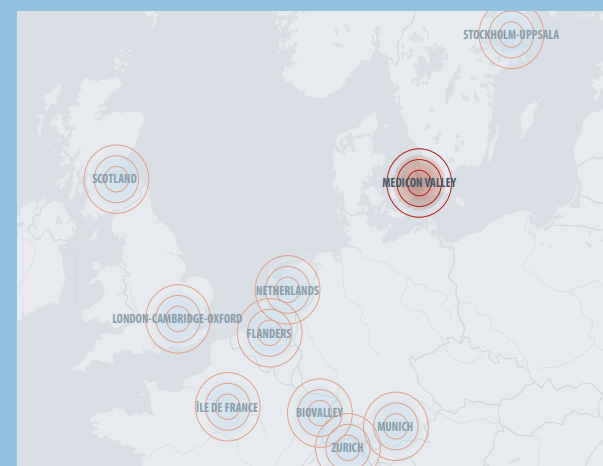 STOCKHOLM-UPPSALA
SCOTLAND
MEDICON VALLEY
NETHERLANDS
LONDON-CAMBRIDGE-OXFORD
FLANDERS
ÎLE DE FRANCE
BIOVALLEY
MUNICH
ZURICH